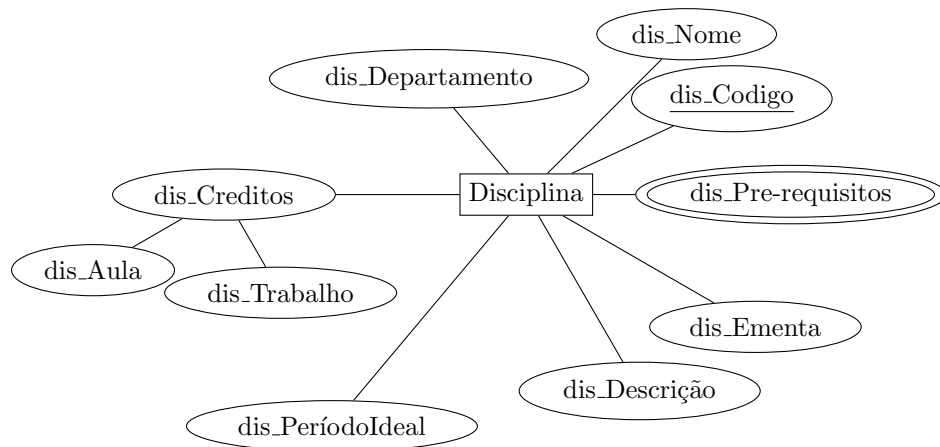 dis_Nome
dis_Departamento
dis_Codigo
dis_Creditos
Disciplina
dis_Pre-requisitos
dis_Aula
dis_Trabalho
dis_Ementa
dis_Descrição
dis_PeríodoIdeal